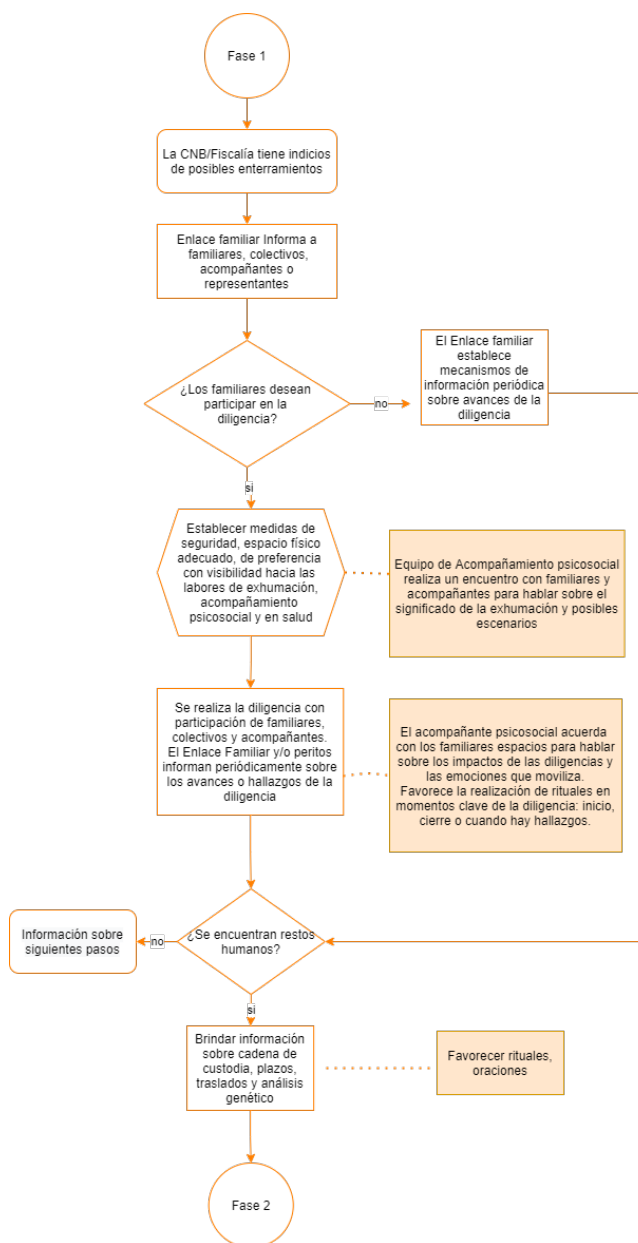 Fase 1
La CNB/Fiscalía tiene indicios
de posibles enterramientos
Enlace familiar Informa a
familiares, colectivos,
acompañantes o
representantes
¿Los familiares desean
participar en la
diligencia?
no
El Enlace familiar
establece
mecanismos de
información periódica
sobre avances de la
diligencia
si
Establecer medidas de
seguridad, espacio físico
adecuado, de preferencia
con visibilidad hacia las
labores de exhumación,
acompañamiento
psicosocial y en salud
Equipo de Acompañamiento psicosocial
realiza un encuentro con familiares y
acompañantes para hablar sobre el
significado de la exhumación y posibles
escenarios
Se realiza la diligencia con
participación de familiares,
colectivos y acompañantes.
El Enlace Familiar y/o peritos
informan periódicamente sobre
los avances o hallazgos de la
diligencia
El acompañante psicosocial acuerda
con los familiares espacios para hablar
sobre los impactos de las diligencias y
las emociones que moviliza.
Favorece la realización de rituales en
momentos clave de la diligencia: inicio,
cierre o cuando hay hallazgos.
¿Se encuentran restos
humanos?
no
Información sobre
siguientes pasos
si
Brindar información
sobre cadena de
custodia, plazos,
traslados y análisis
genético
Favorecer rituales,
oraciones
Fase 2